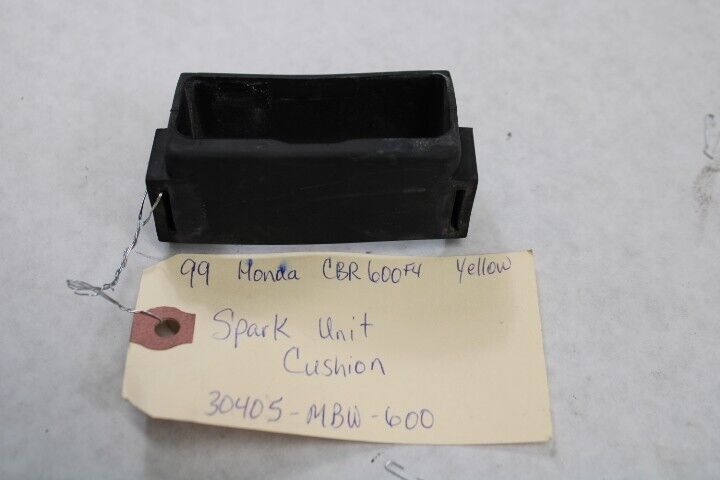 99 Honda CBR600F4 Yellow
Spark Unit
Cushion
30405-MBW-600